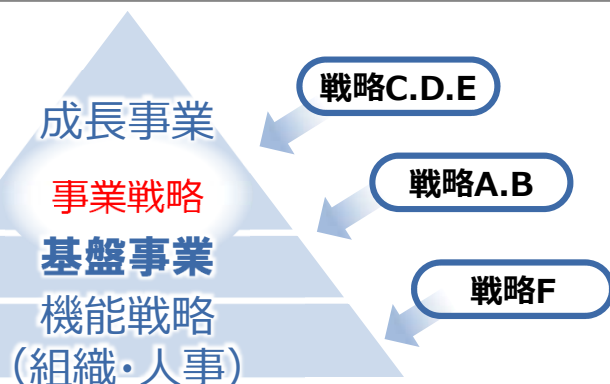 成長事業
戦略C.D.E
事業戦略
戦略A.B
基盤事業
戦略F
機能戦略
（組織・人事）